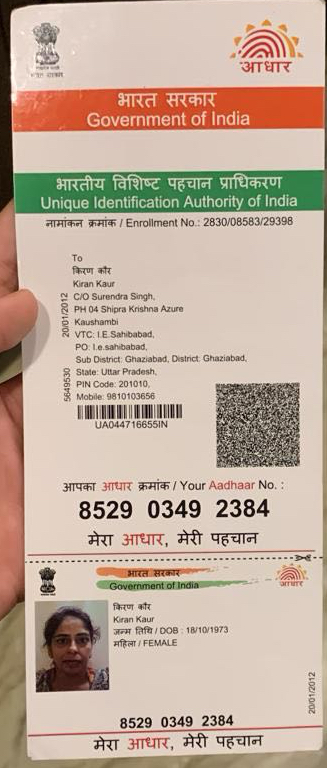 भारत सरकार
आधार
भारत सरकार
Government of India
भारतीय विशिष्ट पहचान प्राधिकरण
Unique Identification Authority of India
नामांकन क्रमांक / Enrollment No.: 2830/08583/29398
To
किरण कौर
Kiran Kaur
C/O Surendra Singh,
PH 04 Shipra Krishna Azure
Kaushambi
VTC: I.E.Sahibabad,
PO: I.e.sahibabad,
Sub District: Ghaziabad, District: Ghaziabad,
State: Uttar Pradesh,
PIN Code: 201010,
Mobile: 9810103656
20/01/2012
5649530
UA044716655IN
आपका आधार क्रमांक / Your Aadhaar No. :
8529 0349 2384
मेरा आधार, मेरी पहचान
भारत सरकार
Government of India
आधार
किरण कौर
Kiran Kaur
जन्म तिथि / DOB : 18/10/1973
महिला / FEMALE
20/01/2012
8529 0349 2384
मेरा आधार, मेरी पहचान